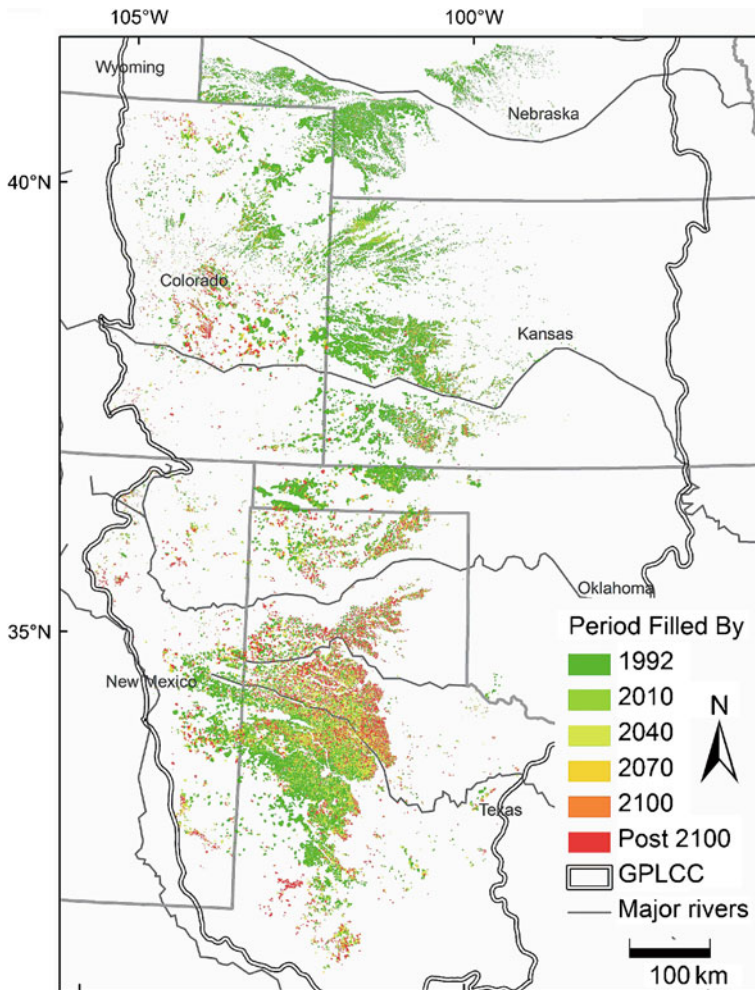 105°W
100°W
Wyoming
Nebraska
40°N
Colorado
Kansas
Oklahoma
35°N
New Mexico
Texas
Period Filled By
1992
2010
2040
2070
2100
Post 2100
GPLCC
Major rivers
N
100 km